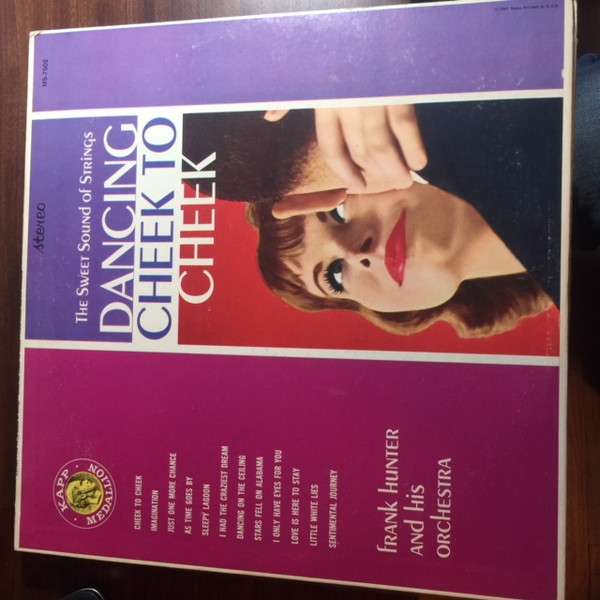 MS-7502
stereo
THE SWEET SOUND OF STRINGS
DANCING
CHEEK TO
CHEEK
KAPP
MEDALLION
CHEEK TO CHEEK
IMAGINATION
JUST ONE MORE CHANCE
AS TIME GOES BY
SLEEPY LAGOON
I HAD THE CRAZIEST DREAM
DANCING ON THE CEILING
STARS FELL ON ALABAMA
I ONLY HAVE EYES FOR YOU
LOVE IS HERE TO STAY
LITTLE WHITE LIES
SENTIMENTAL JOURNEY
FRANK HUNTER
AND HIS
ORCHESTRA